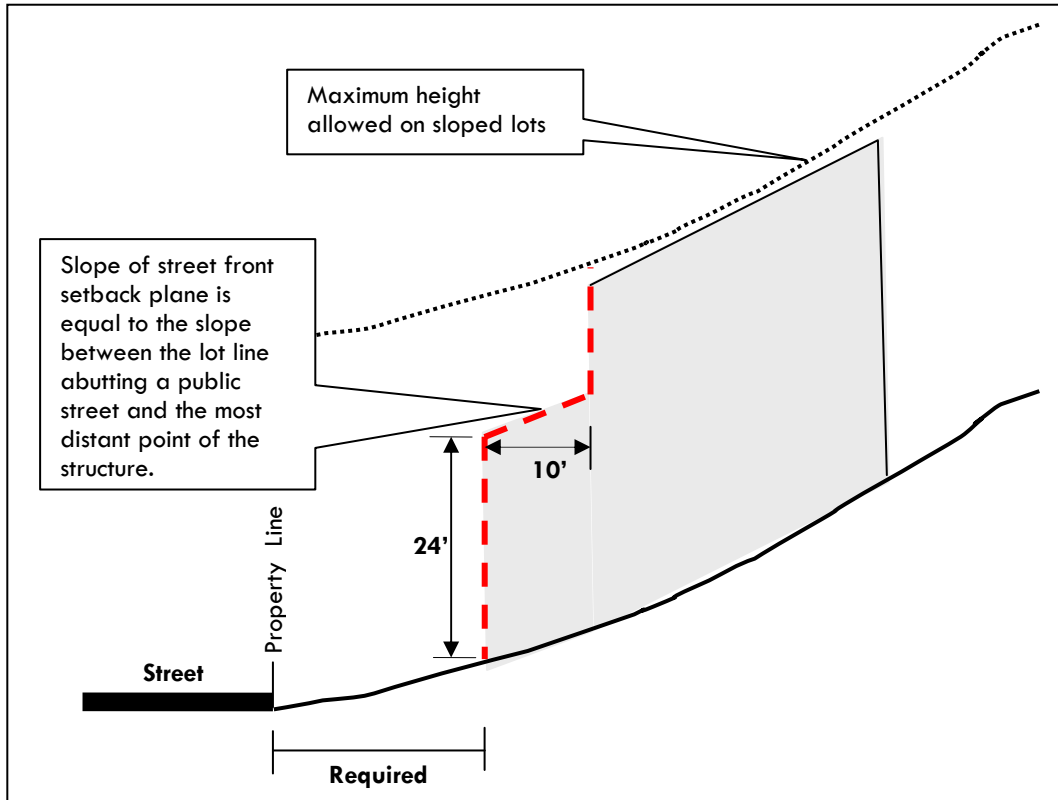 Maximum height
allowed on sloped lots
Slope of street front
setback plane is
equal to the slope
between the lot line
abutting a public
street and the most
distant point of the
structure.
10’
24’
Property Line
Street
Required